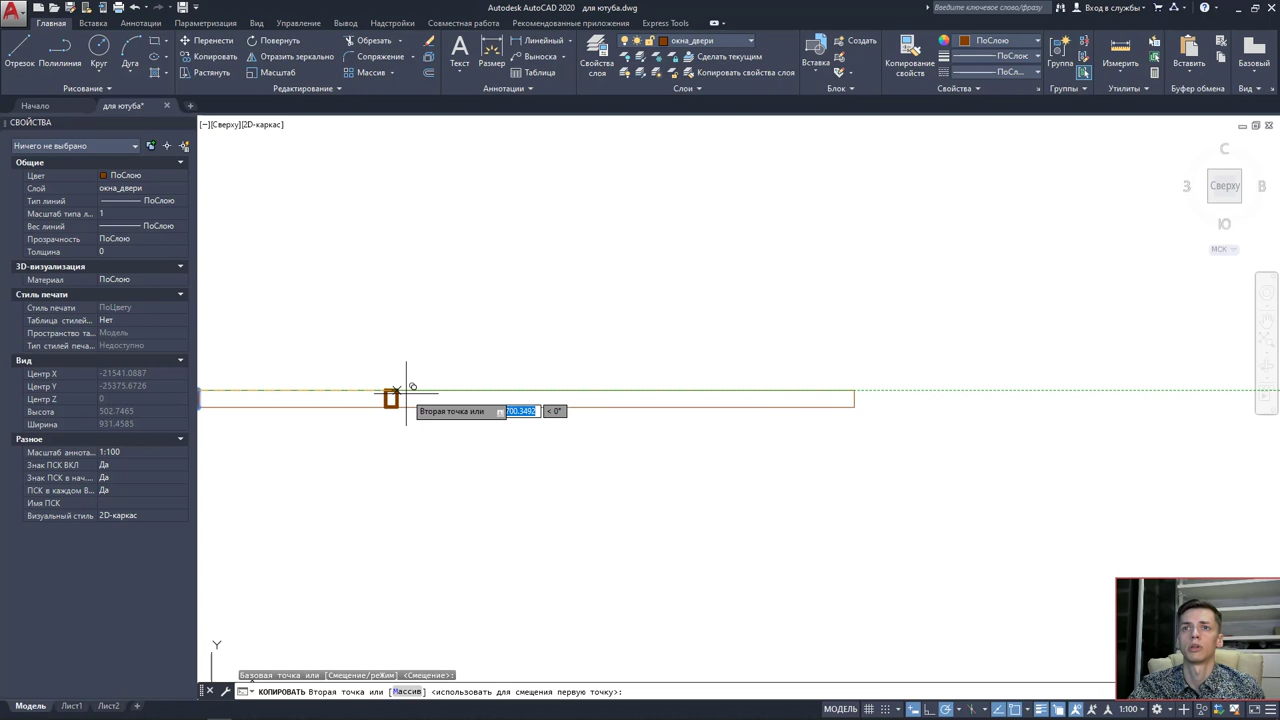 Autodesk AutoCAD 2020 для ютуба.dwg
Введите ключевое слово/фразу
Вход в службы
Главная Вставка Аннотации Параметризация Вид Управление Вывод Надстройки Совместная работа Рекомендованные приложения Express Tools
Отрезок Полилиния Круг Дуга
Перенести Повернуть Обрезать
Копировать Отразить зеркально Сопряжение
Растянуть Масштаб Массив
Текст Размер
Линейный
Выноска
Таблица
Свойства слоя
окна_двери
Сделать текущим
Копировать свойства слоя
Вставка
Создать
Копирование свойств
ПоСлою
ПоСлою
ПоСл...
Группа Измерить Вставить Базовый
Рисование Редактирование Аннотации Слои Блок Свойства Группы Утилиты Буфер обмена Вид
Начало для ютуба*
СВОЙСТВА
[−][Сверху][2D-каркас]
Ничего не выбрано
Общие
Цвет ПоСлою
Слой окна_двери
Тип линий ПоСлою
Масштаб типа л... 1
Вес линий ПоСлою
Прозрачность ПоСлою
Толщина 0
3D-визуализация
Материал ПоСлою
Стиль печати
Стиль печати ПоЦвету
Таблица стилей... Нет
Пространство та... Модель
Тип стилей печат... Недоступно
Вид
Центр X -21541.0887
Центр Y -25375.6726
Центр Z 0
Высота 502.7465
Ширина 931.4585
Разное
Масштаб аннота... 1:100
Знак ПСК ВКЛ Да
Знак ПСК в нач.... Да
ПСК в каждом В... Да
Имя ПСК
Визуальный стиль 2D-каркас
С
З Сверху В
Ю
МСК
Вторая точка или 700.3492 < 0°
Y
Базовая точка или [Смещение/реЖим] <Смещение>:
КОПИРОВАТЬ Вторая точка или [Массив] <использовать для смещения первую точку>:
Модель Лист1 Лист2 +
МОДЕЛЬ 1:100